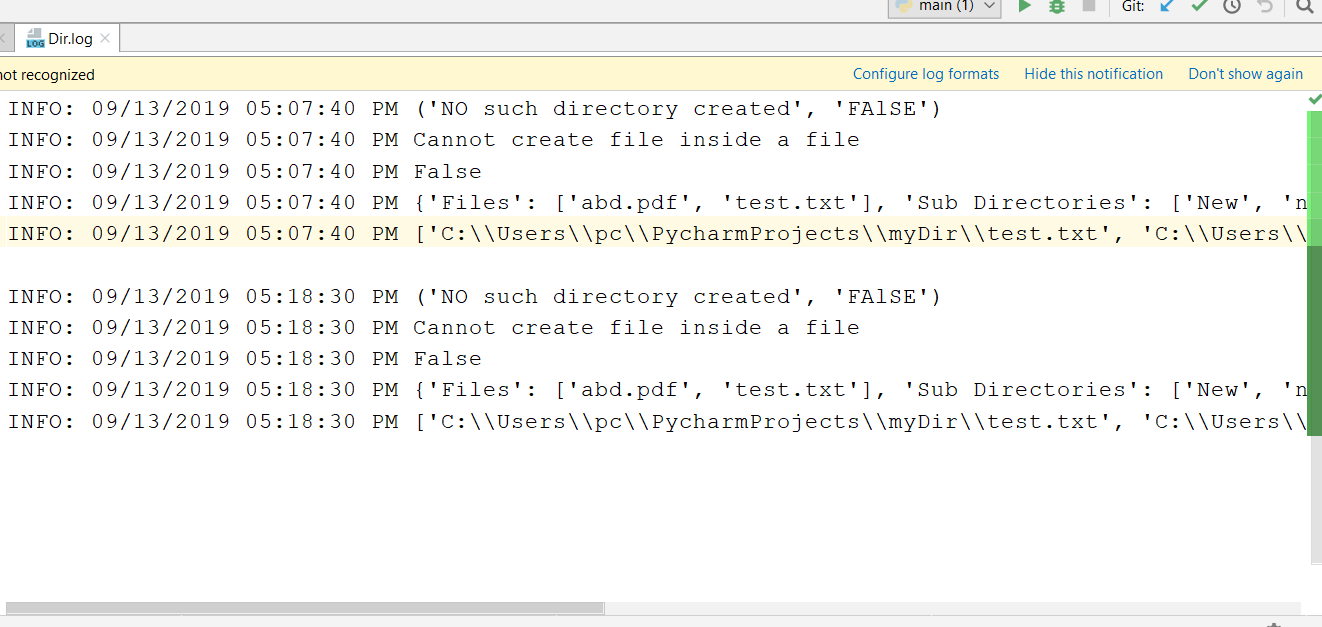 main (1) Git:
LOG Dir.log
not recognized Configure log formats Hide this notification Don't show again
INFO: 09/13/2019 05:07:40 PM ('NO such directory created', 'FAlSE')
INFO: 09/13/2019 05:07:40 PM Cannot create file inside a file
INFO: 09/13/2019 05:07:40 PM False
INFO: 09/13/2019 05:07:40 PM {'Files': ['abd.pdf', 'test.txt'], 'Sub Directories': ['New', 'n
INFO: 09/13/2019 05:07:40 PM ['C:\\Users\\pc\\PycharmProjects\\myDir\\test.txt', 'C:\\Users\\
INFO: 09/13/2019 05:18:30 PM ('NO such directory created', 'FAlSE')
INFO: 09/13/2019 05:18:30 PM Cannot create file inside a file
INFO: 09/13/2019 05:18:30 PM False
INFO: 09/13/2019 05:18:30 PM {'Files': ['abd.pdf', 'test.txt'], 'Sub Directories': ['New', 'n
INFO: 09/13/2019 05:18:30 PM ['C:\\Users\\pc\\PycharmProjects\\myDir\\test.txt', 'C:\\Users\\